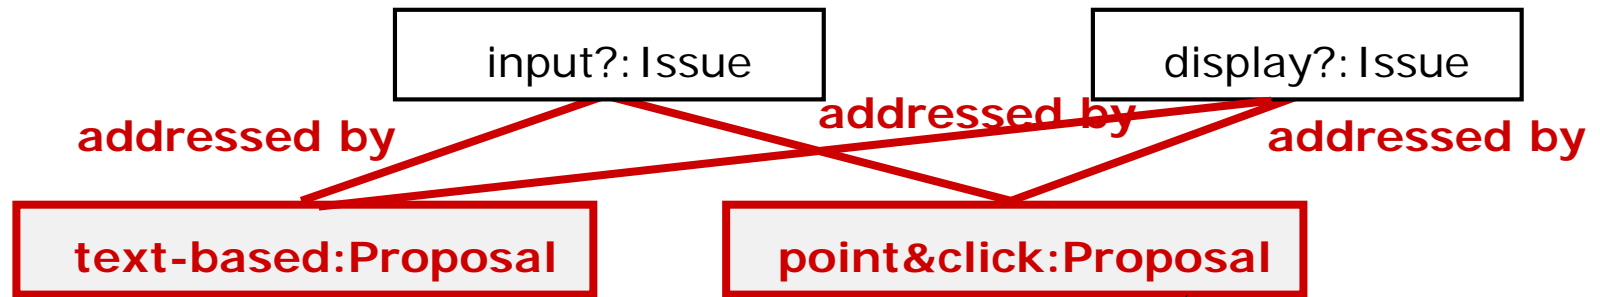 input?:Issue
display?:Issue
addressed by
addressed by
addressed by
text-based:Proposal
point&click:Proposal